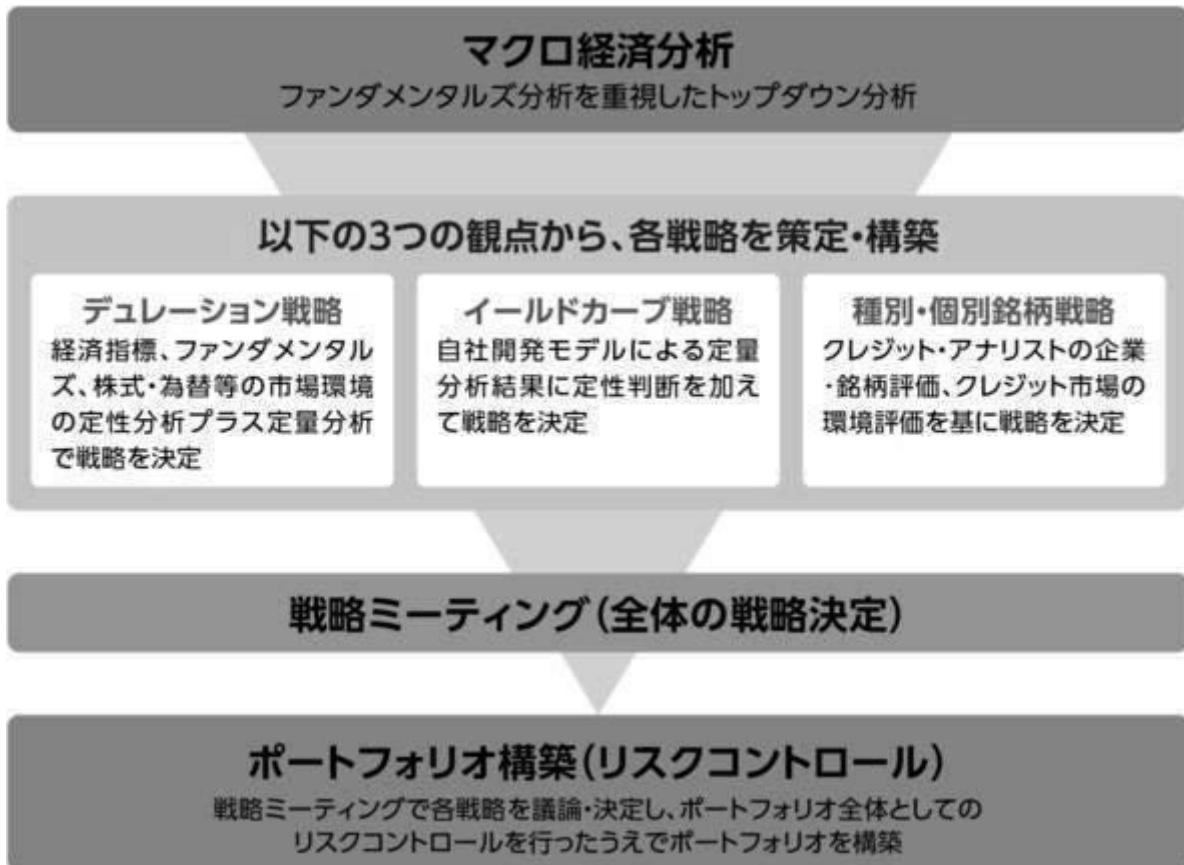 マクロ経済分析
ファンダメンタルズ分析を重視したトップダウン分析
以下の3つの観点から、各戦略を策定・構築
デュレーション戦略
経済指標、ファンダメンタル
ズ、株式・為替等の市場環境
の定性分析プラス定量分析
で戦略を決定
イールドカーブ戦略
自社開発モデルによる定量
分析結果に定性判断を加え
て戦略を決定
種別・個別銘柄戦略
クレジット・アナリストの企業
・銘柄評価、クレジット市場の
環境評価を基に戦略を決定
戦略ミーティング(全体の戦略決定)
ポートフォリオ構築(リスクコントロール)
戦略ミーティングで各戦略を議論・決定し、ポートフォリオ全体としての
リスクコントロールを行ったうえでポートフォリオを構築